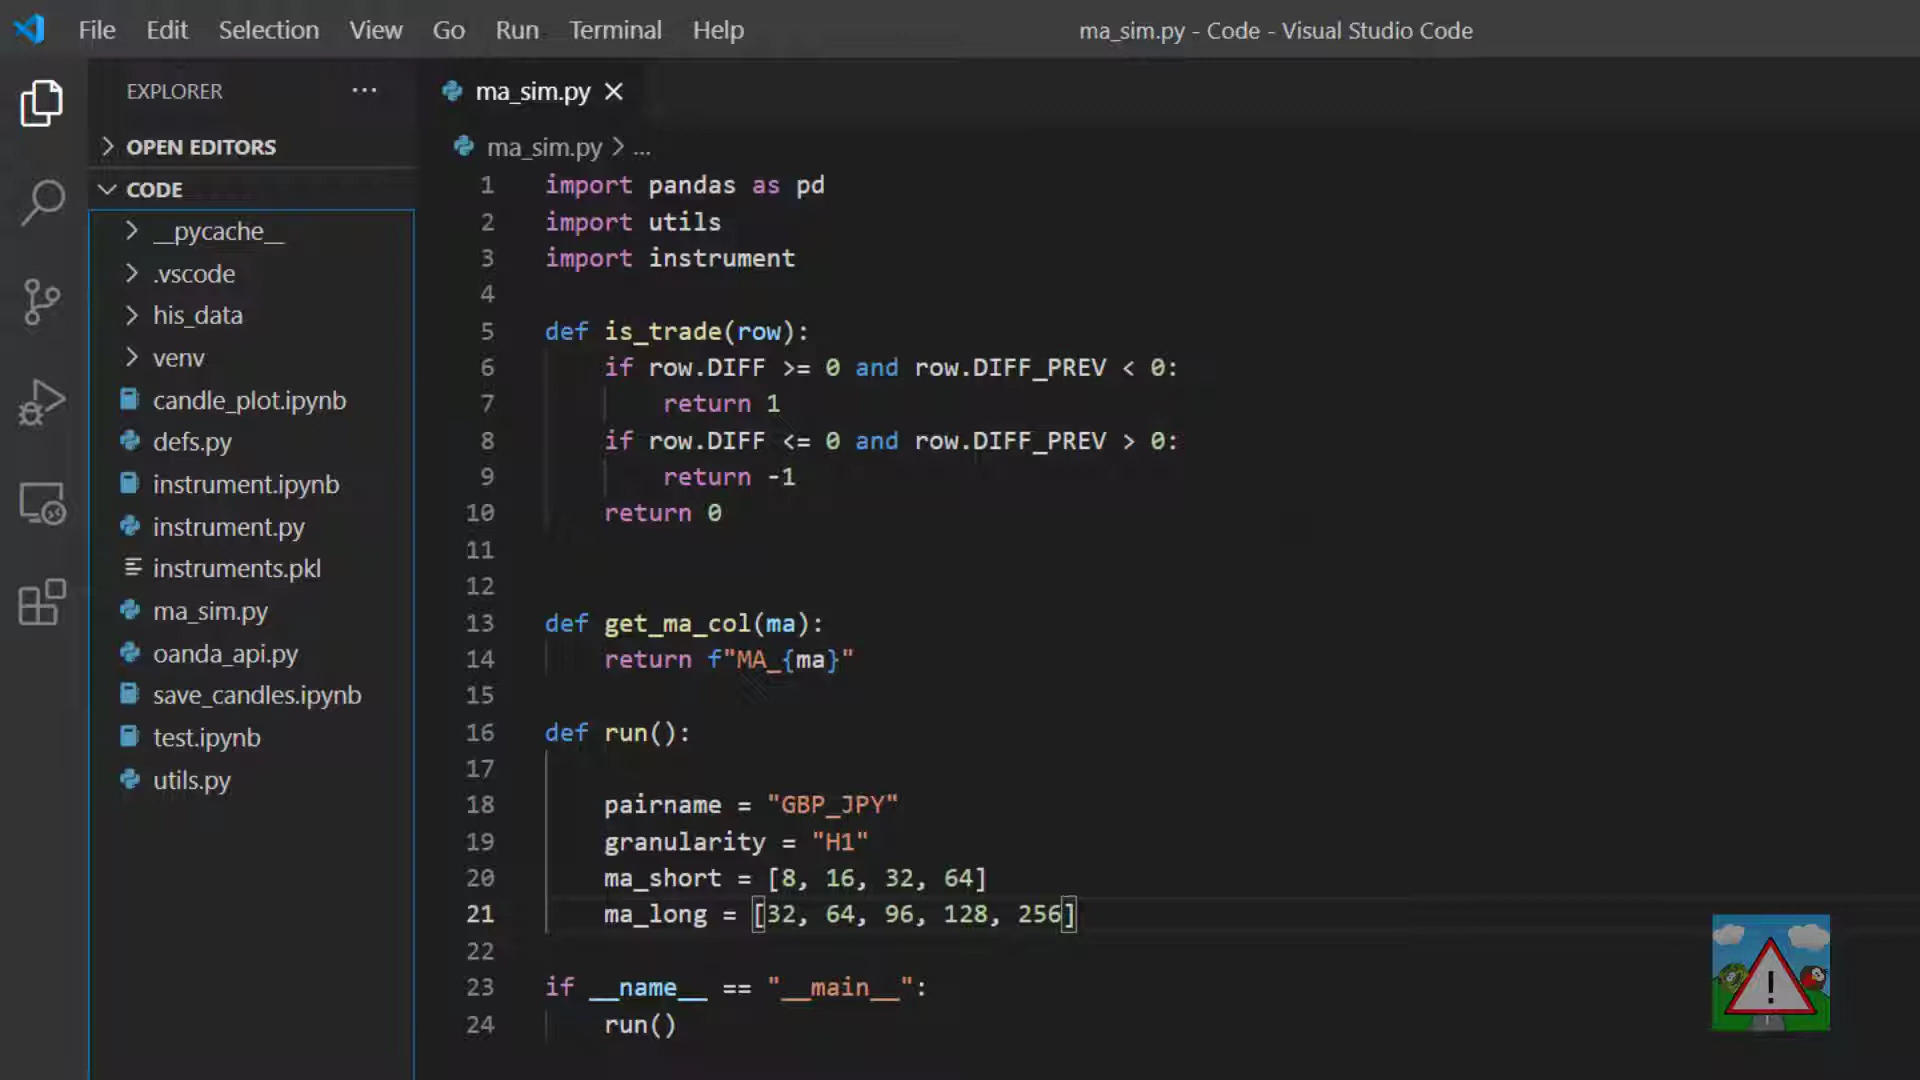 File Edit Selection View Go Run Terminal Help
ma_sim.py - Code - Visual Studio Code
EXPLORER ...
OPEN EDITORS
CODE
__pycache__
.vscode
his_data
venv
candle_plot.ipynb
defs.py
instrument.ipynb
instrument.py
instruments.pkl
ma_sim.py
oanda_api.py
save_candles.ipynb
test.ipynb
utils.py
ma_sim.py
ma_sim.py > ...
1 import pandas as pd
2 import utils
3 import instrument
4
5 def is_trade(row):
6 if row.DIFF >= 0 and row.DIFF_PREV < 0:
7 return 1
8 if row.DIFF <= 0 and row.DIFF_PREV > 0:
9 return -1
10 return 0
11
12
13 def get_ma_col(ma):
14 return f"MA_{ma}"
15
16 def run():
17
18 pairname = "GBP_JPY"
19 granularity = "H1"
20 ma_short = [8, 16, 32, 64]
21 ma_long = [32, 64, 96, 128, 256]
22
23 if __name__ == "__main__":
24 run()
!